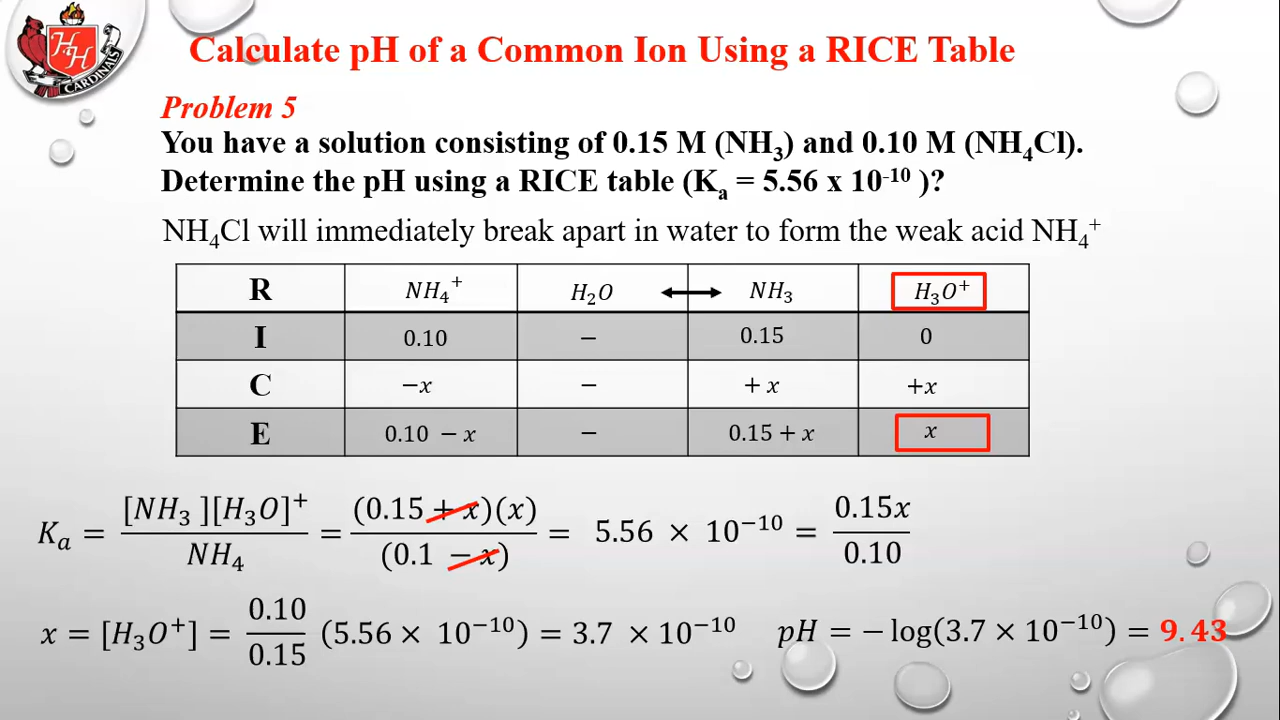 HH
CARDINALS
Calculate pH of a Common Ion Using a RICE Table
Problem 5
You have a solution consisting of 0.15 M (NH₃) and 0.10 M (NH₄Cl).
Determine the pH using a RICE table (Kₐ = 5.56 x 10⁻¹⁰ )?
NH₄Cl will immediately break apart in water to form the weak acid NH₄⁺
R NH₄⁺ H₂O ⟷ NH₃ H₃O⁺
I 0.10 − 0.15 0
C −x − + x +x
E 0.10 − x − 0.15 + x x
Kₐ = [NH₃ ][H₃O]⁺ / NH₄ = (0.15 + x)(x) / (0.1 − x) = 5.56 × 10⁻¹⁰ = 0.15x / 0.10
x = [H₃O⁺] = 0.10 / 0.15 (5.56 × 10⁻¹⁰) = 3.7 × 10⁻¹⁰ pH = − log(3.7 × 10⁻¹⁰) = 9.43